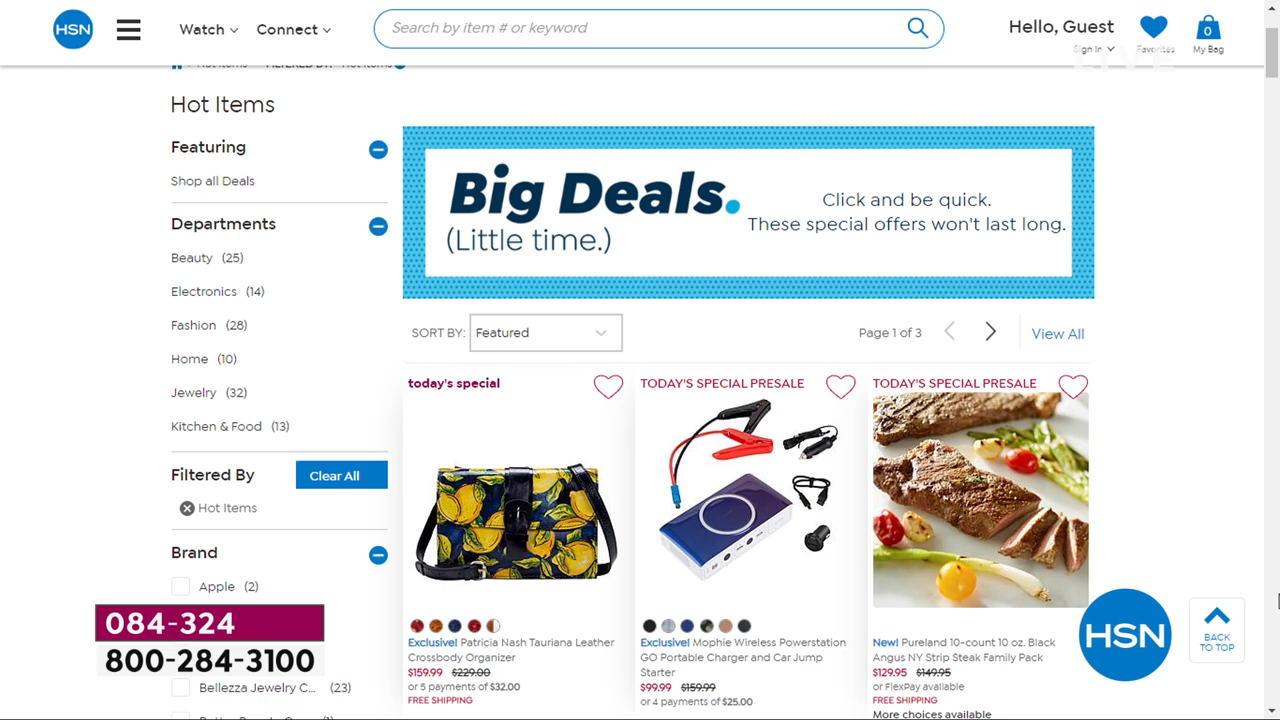 HSN
Watch
Connect
Search by item # or keyword
Hello, Guest
Sign In
Favorites
0
My Bag
LIVE
Hot Items
Featuring
Shop all Deals
Departments
Beauty (25)
Electronics (14)
Fashion (28)
Home (10)
Jewelry (32)
Kitchen & Food (13)
Filtered By
Clear All
Hot Items
Brand
Apple (2)
084-324
800-284-3100
Bellezza Jewelry C... (23)
Big Deals.
(Little time.)
Click and be quick.
These special offers won't last long.
SORT BY: Featured
Page 1 of 3
View All
today's special
Exclusive! Patricia Nash Tauriana Leather
Crossbody Organizer
$159.99 $229.00
or 5 payments of $32.00
FREE SHIPPING
TODAY'S SPECIAL PRESALE
Exclusive! Mophie Wireless Powerstation
GO Portable Charger and Car Jump
Starter
$99.99 $159.99
or 4 payments of $25.00
TODAY'S SPECIAL PRESALE
New! Pureland 10-count 10 oz. Black
Angus NY Strip Steak Family Pack
$129.95 $149.95
or FlexPay available
FREE SHIPPING
More choices available
HSN
BACK
TO TOP